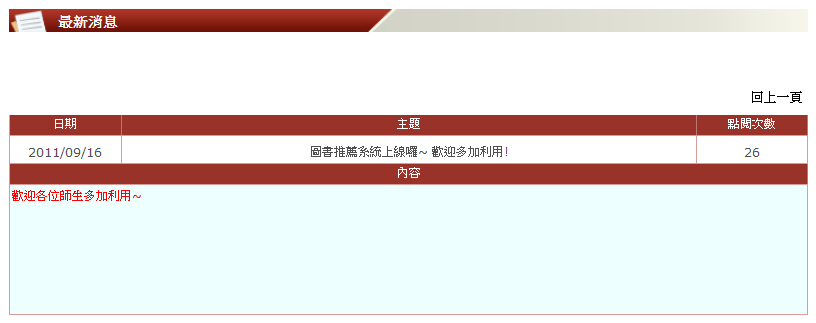 最新消息
回上一頁
日期 主題 點閱次數
2011/09/16 圖書推薦系統上線囉~ 歡迎多加利用! 26
內容
歡迎各位師生多加利用~